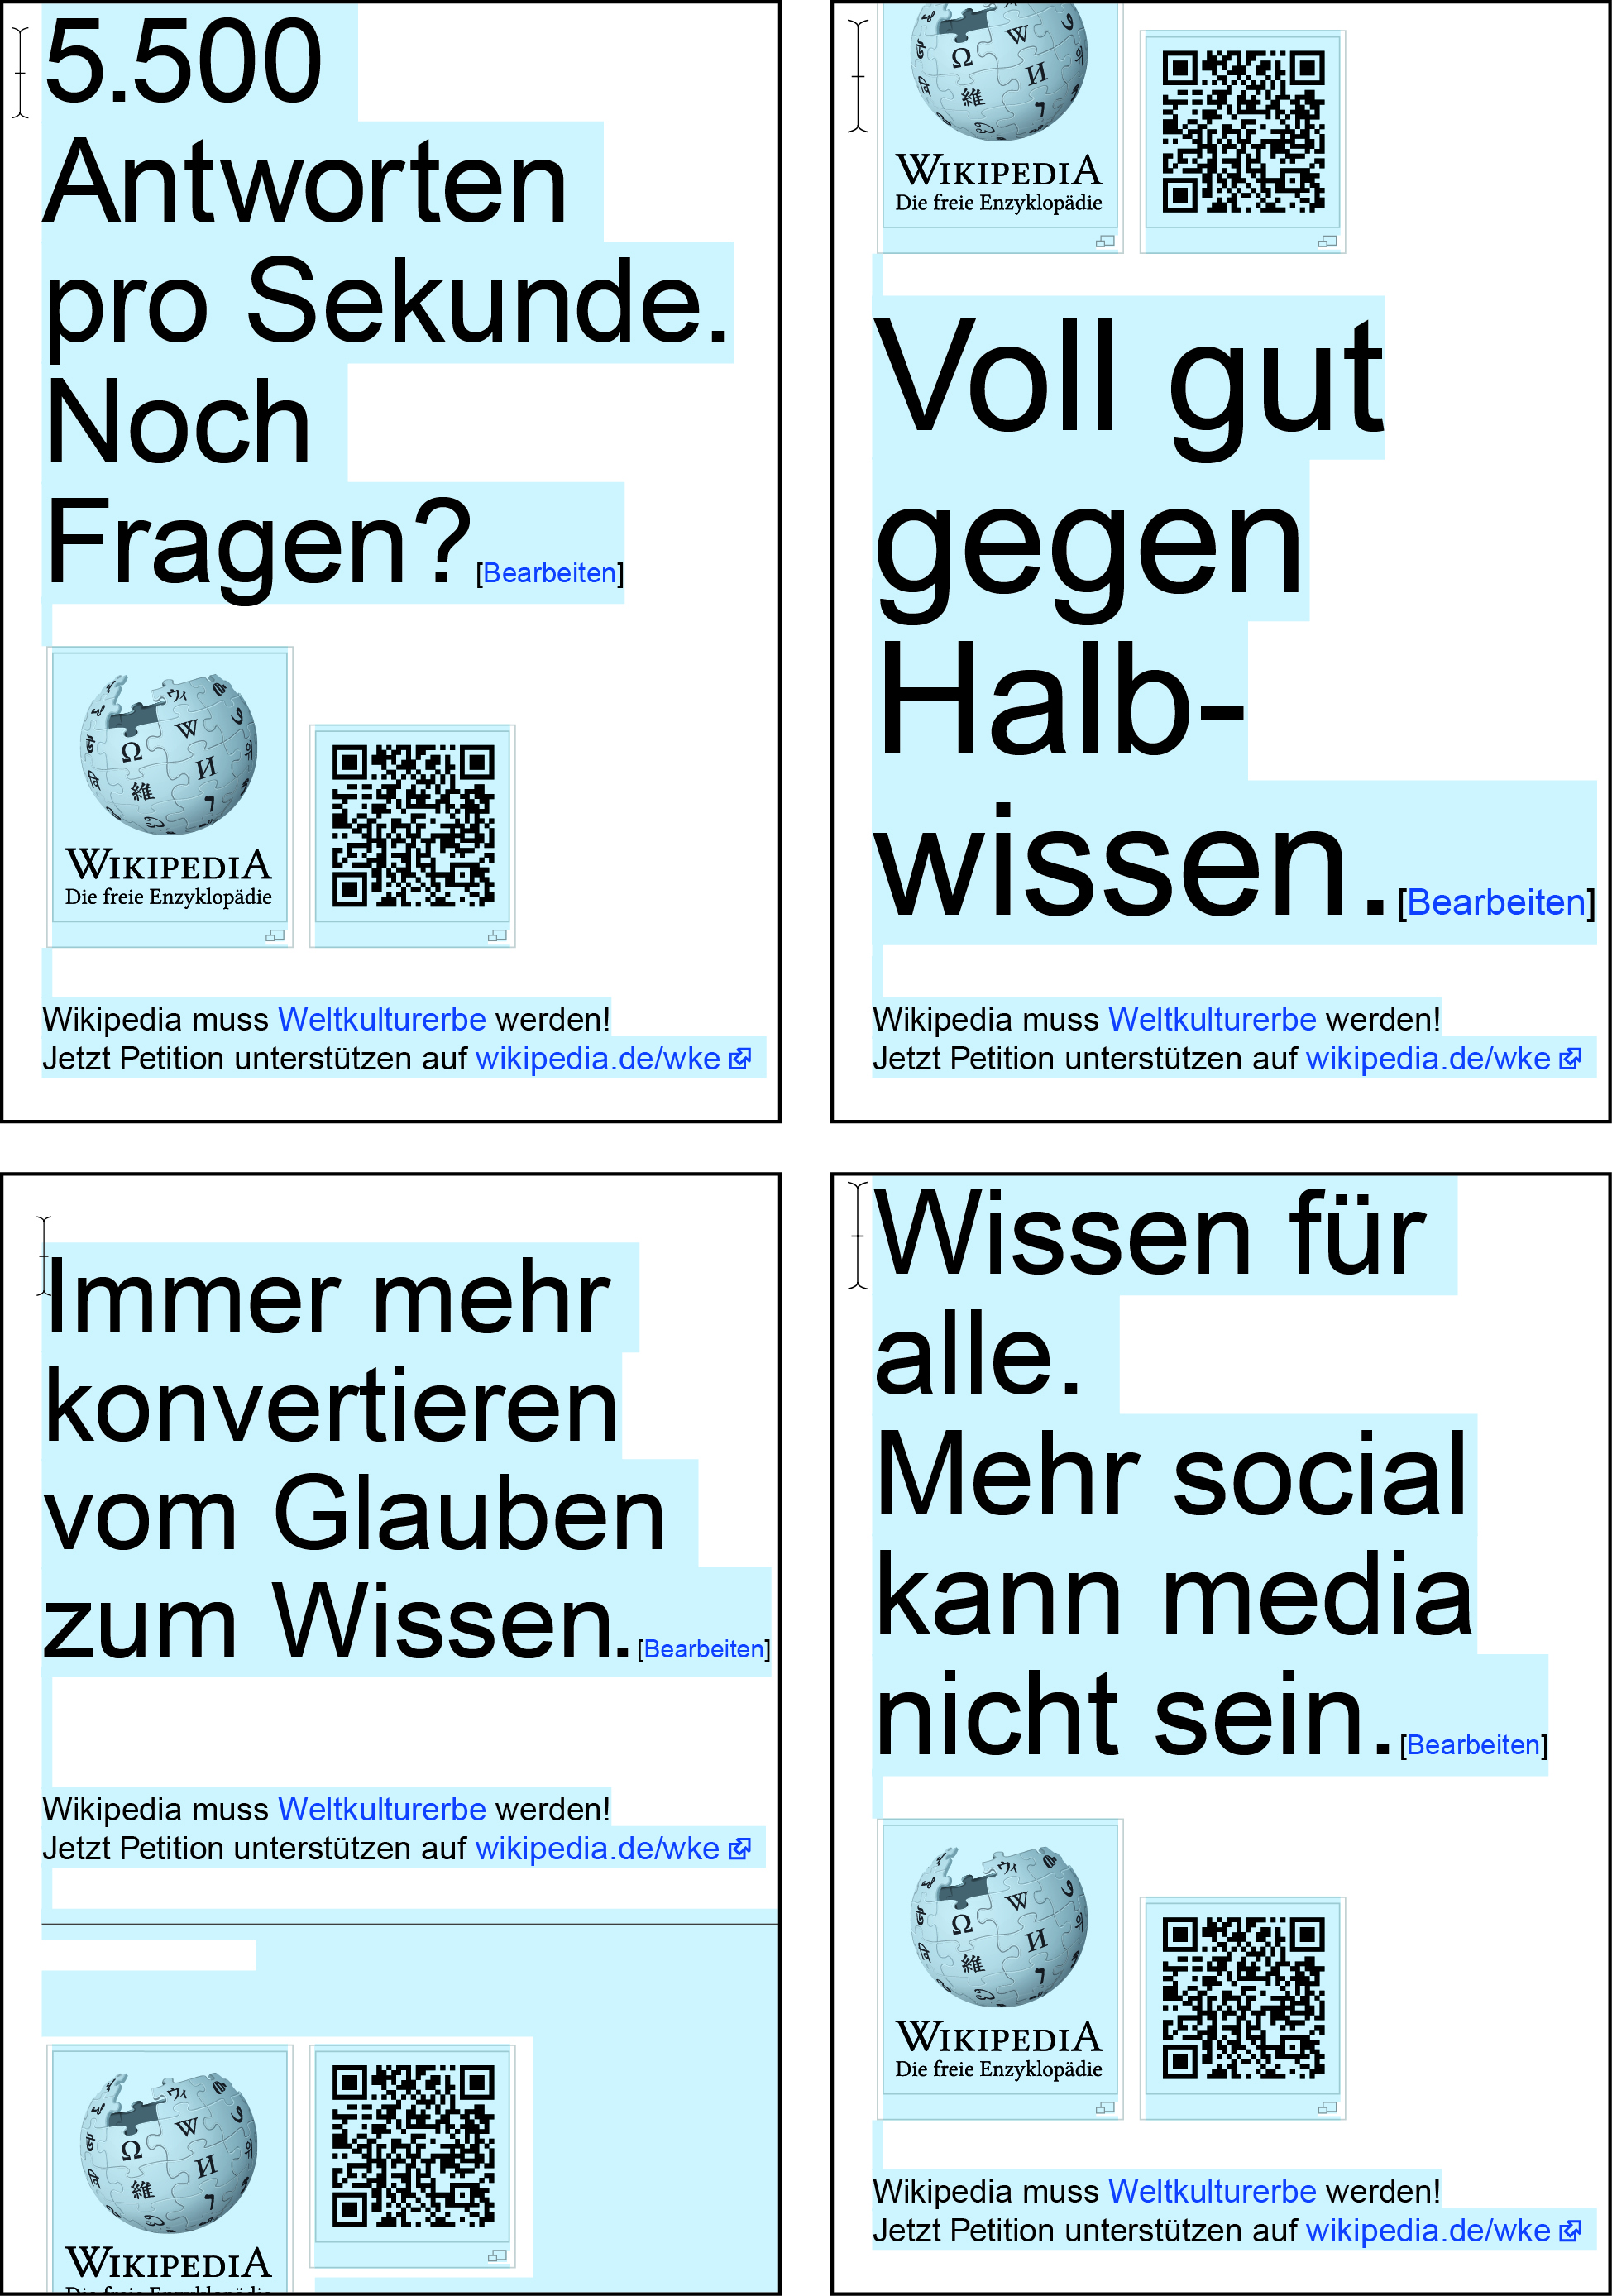 5.500
Antworten
pro Sekunde.
Noch
Fragen? [Bearbeiten]
WIKIPEDIA
Die freie Enzyklopädie
Wikipedia muss Weltkulturerbe werden!
Jetzt Petition unterstützen auf wikipedia.de/wke
WIKIPEDIA
Die freie Enzyklopädie
Voll gut
gegen
Halb-
wissen. [Bearbeiten]
Wikipedia muss Weltkulturerbe werden!
Jetzt Petition unterstützen auf wikipedia.de/wke
Immer mehr
konvertieren
vom Glauben
zum Wissen. [Bearbeiten]
Wikipedia muss Weltkulturerbe werden!
Jetzt Petition unterstützen auf wikipedia.de/wke
WIKIPEDIA
Die freie Enzyklopädie
Wissen für
alle.
Mehr social
kann media
nicht sein. [Bearbeiten]
WIKIPEDIA
Die freie Enzyklopädie
Wikipedia muss Weltkulturerbe werden!
Jetzt Petition unterstützen auf wikipedia.de/wke